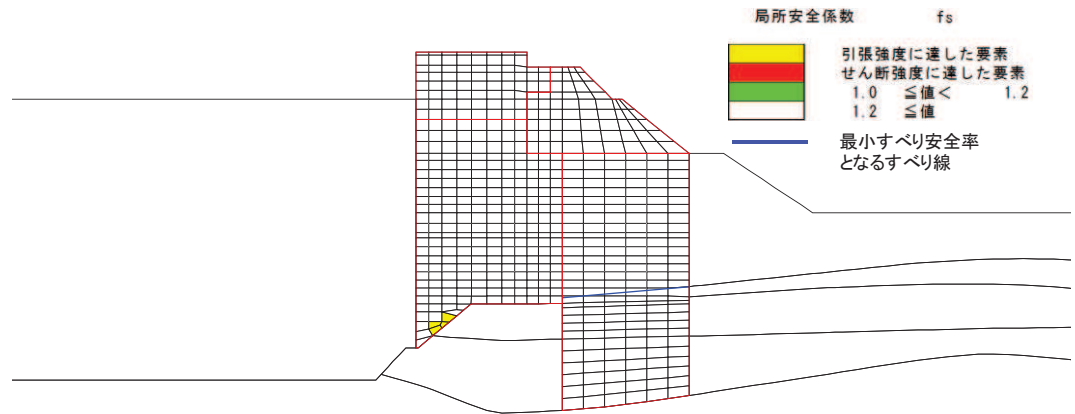 局所安全係数 fs
引張強度に達した要素
せん断強度に達した要素
1.0 ≦値< 1.2
1.2 ≦値
最小すべり安全率
となるすべり線